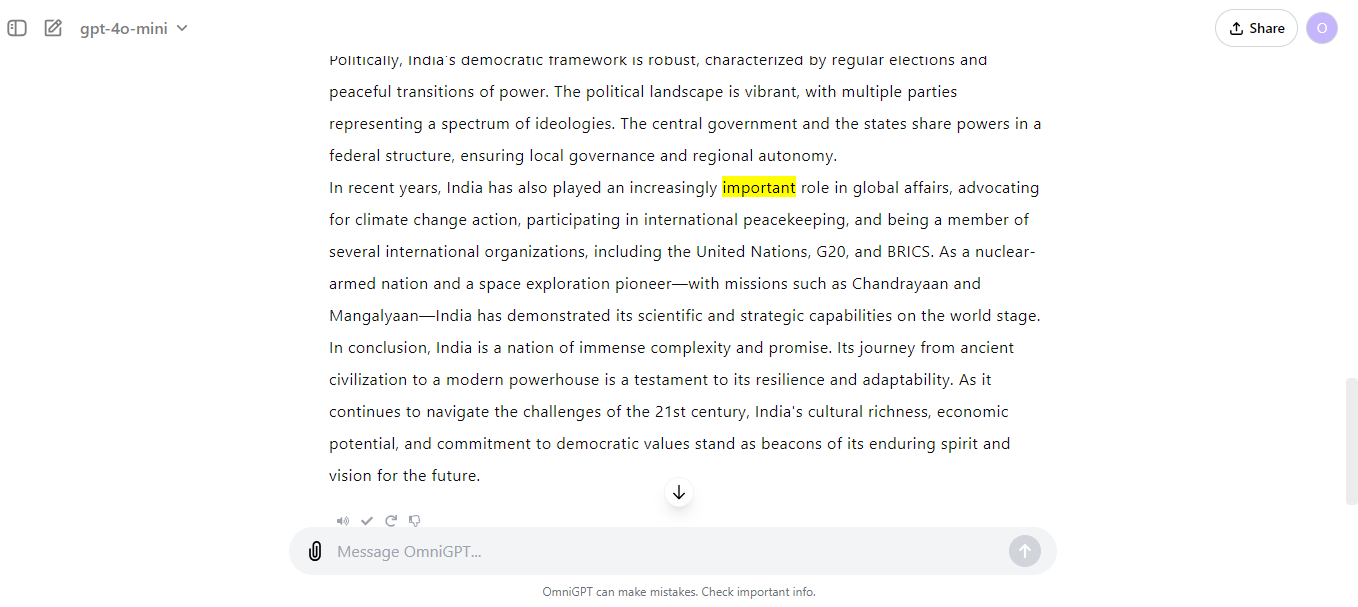 gpt-4o-mini
Share
O
Politically, India's democratic framework is robust, characterized by regular elections and
peaceful transitions of power. The political landscape is vibrant, with multiple parties
representing a spectrum of ideologies. The central government and the states share powers in a
federal structure, ensuring local governance and regional autonomy.
In recent years, India has also played an increasingly important role in global affairs, advocating
for climate change action, participating in international peacekeeping, and being a member of
several international organizations, including the United Nations, G20, and BRICS. As a nuclear-
armed nation and a space exploration pioneer—with missions such as Chandrayaan and
Mangalyaan—India has demonstrated its scientific and strategic capabilities on the world stage.
In conclusion, India is a nation of immense complexity and promise. Its journey from ancient
civilization to a modern powerhouse is a testament to its resilience and adaptability. As it
continues to navigate the challenges of the 21st century, India's cultural richness, economic
potential, and commitment to democratic values stand as beacons of its enduring spirit and
vision for the future.
Message OmniGPT...
OmniGPT can make mistakes. Check important info.